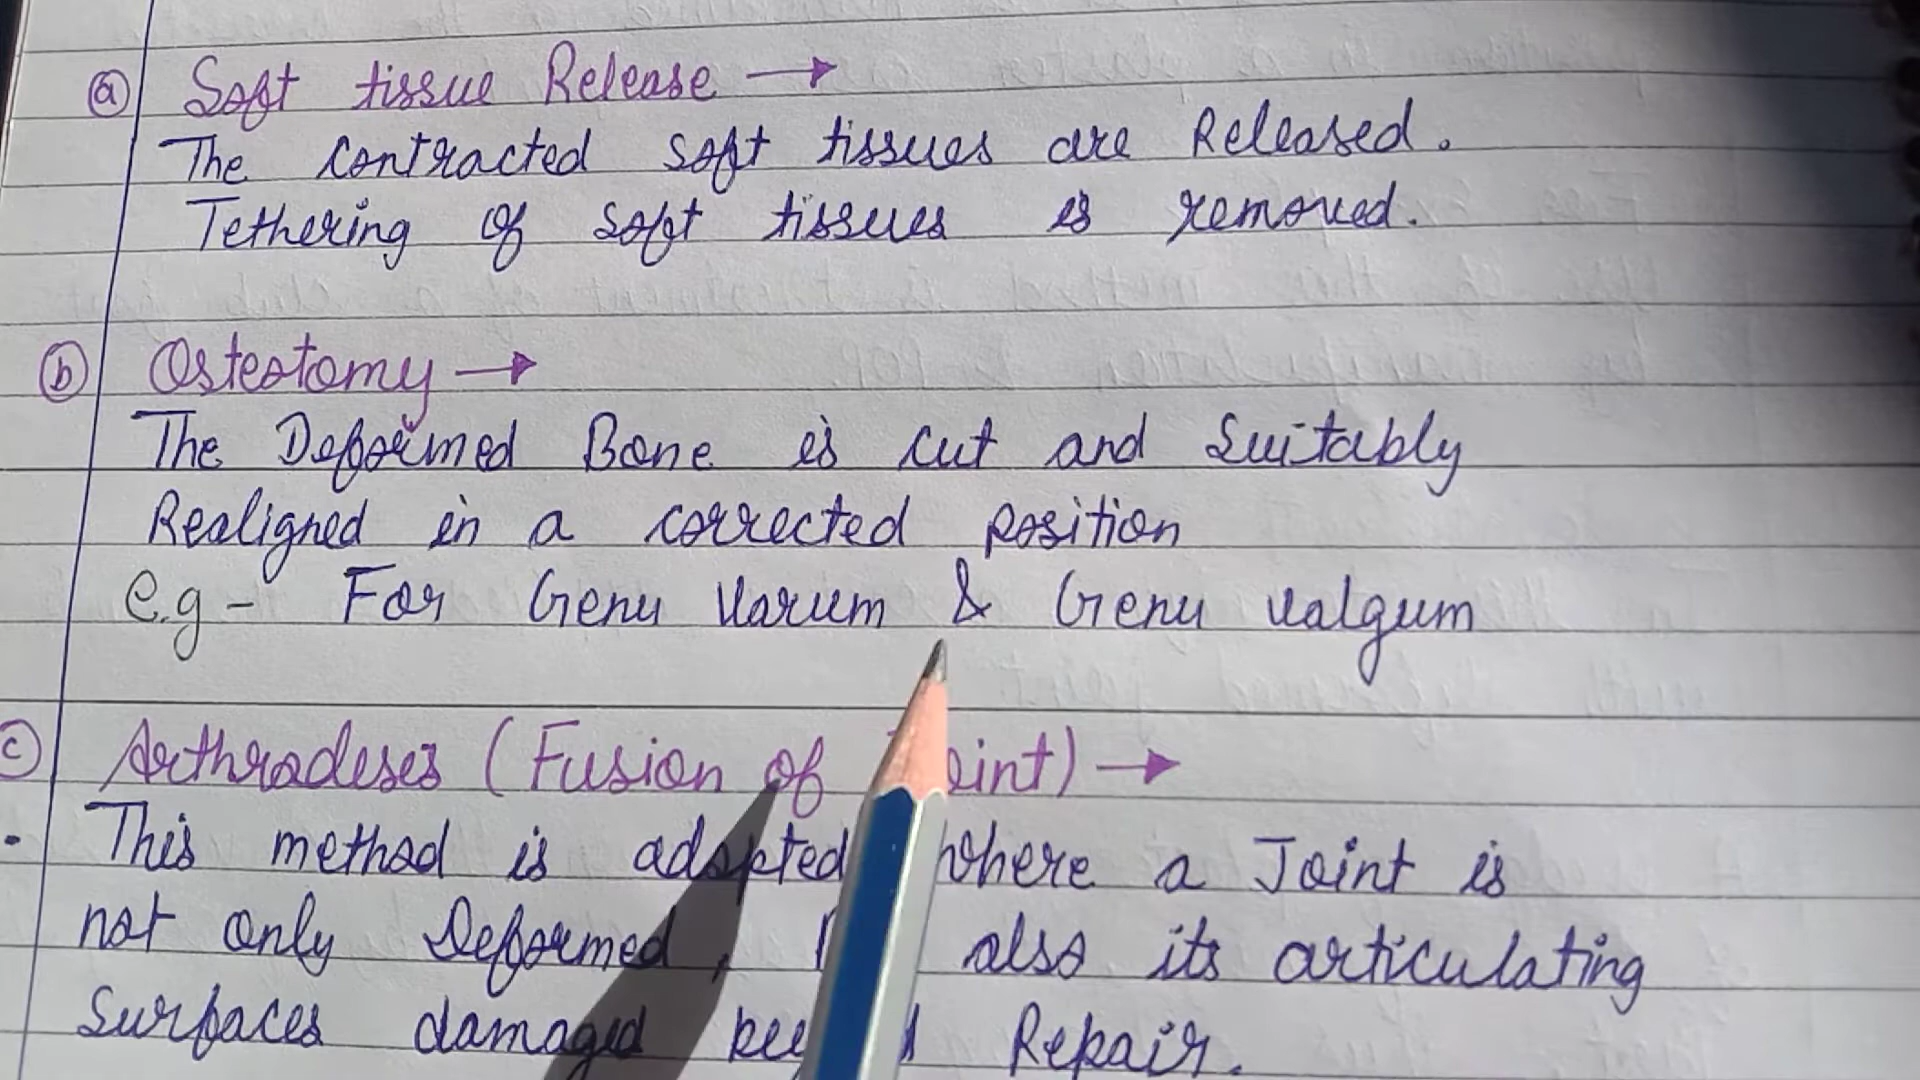 (a) Soft tissue Release →
The contracted soft tissues are Released.
Tethering of soft tissues is removed.
(b) Osteotomy →
The Deformed Bone is cut and Suitably
Realigned in a corrected position
e.g - For Genu Varum & Genu valgum
(c) Arthrodeses (Fusion of) →
This method is adopted where a Joint is
not only Deformed, also its articulating
Surfaces damaged Repair.